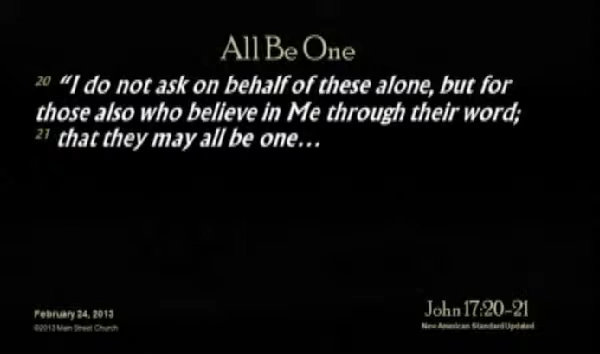 All Be One
20 “I do not ask on behalf of these alone, but for
those also who believe in Me through their word;
21 that they may all be one...
February 24, 2013
©2013 Main Street Church
John 17:20-21
New American Standard Updated